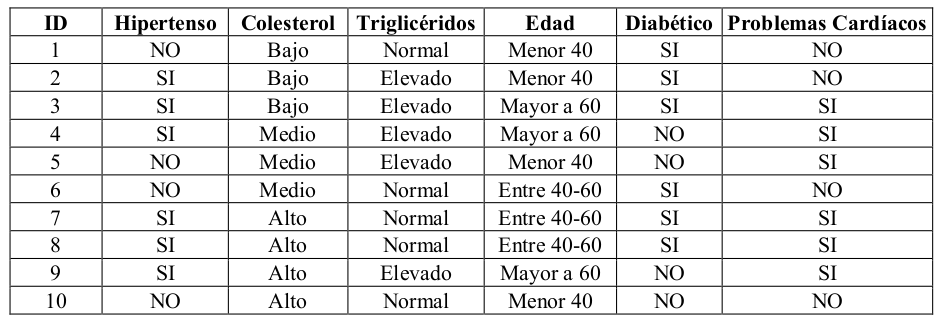 ID Hipertenso Colesterol Triglicéridos Edad Diabético Problemas Cardíacos
1 NO Bajo Normal Menor 40 SI NO
2 SI Bajo Elevado Menor 40 SI NO
3 SI Bajo Elevado Mayor a 60 SI SI
4 SI Medio Elevado Mayor a 60 NO SI
5 NO Medio Elevado Menor 40 NO SI
6 NO Medio Normal Entre 40-60 SI NO
7 SI Alto Normal Entre 40-60 SI SI
8 SI Alto Normal Entre 40-60 SI SI
9 SI Alto Elevado Mayor a 60 NO SI
10 NO Alto Normal Menor 40 NO NO